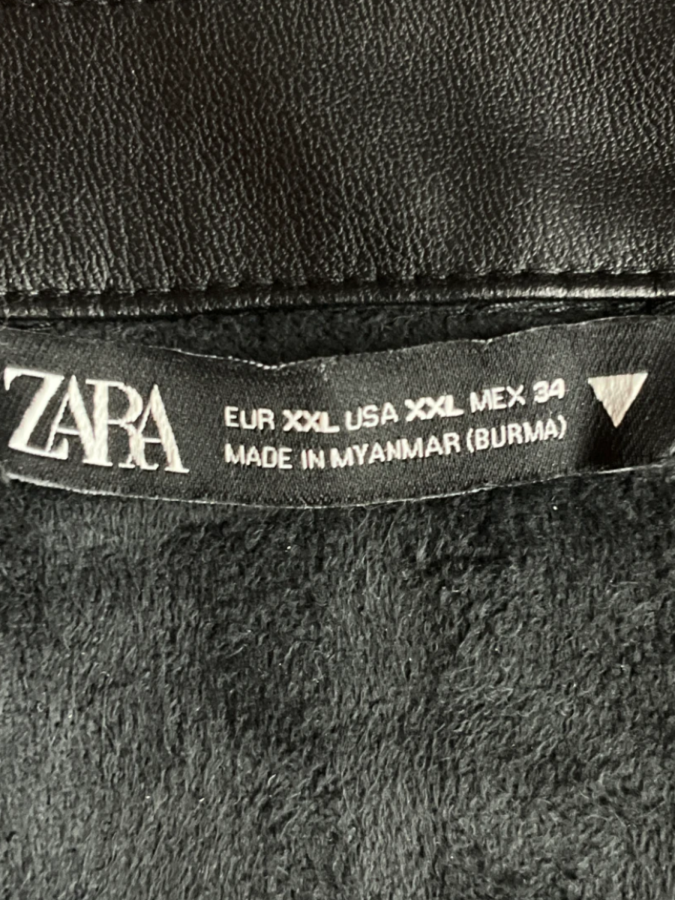 ZARA
EUR XXL USA XXL MEX 34
MADE IN MYANMAR (BURMA)